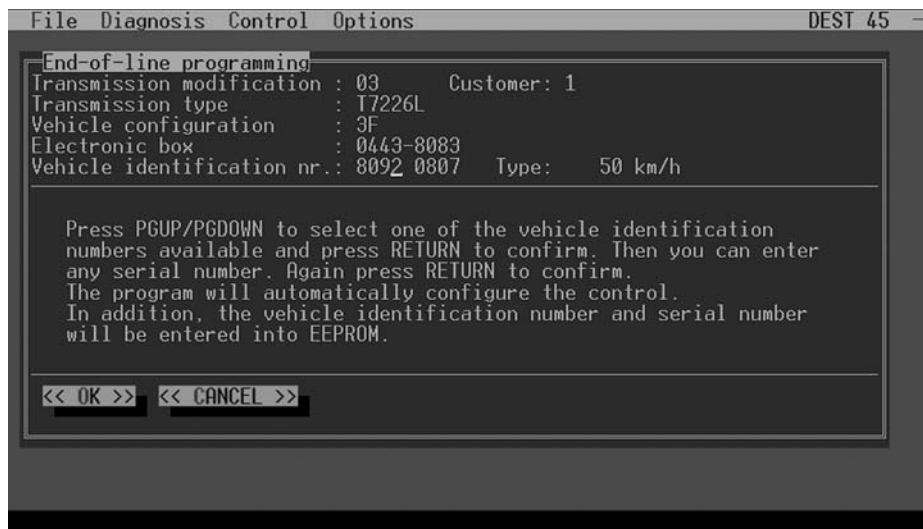 File Diagnosis Control Options DEST 45
End-of-line programming
Transmission modification : 03 Customer: 1
Transmission type : T7226L
Vehicle configuration : 3F
Electronic box : 0443-8083
Vehicle identification nr.: 8092 0807 Type: 50 km/h
Press PGUP/PGDOWN to select one of the vehicle identification
numbers available and press RETURN to confirm. Then you can enter
any serial number. Again press RETURN to confirm.
The program will automatically configure the control.
In addition, the vehicle identification number and serial number
will be entered into EEPROM.
<< OK >> << CANCEL >>